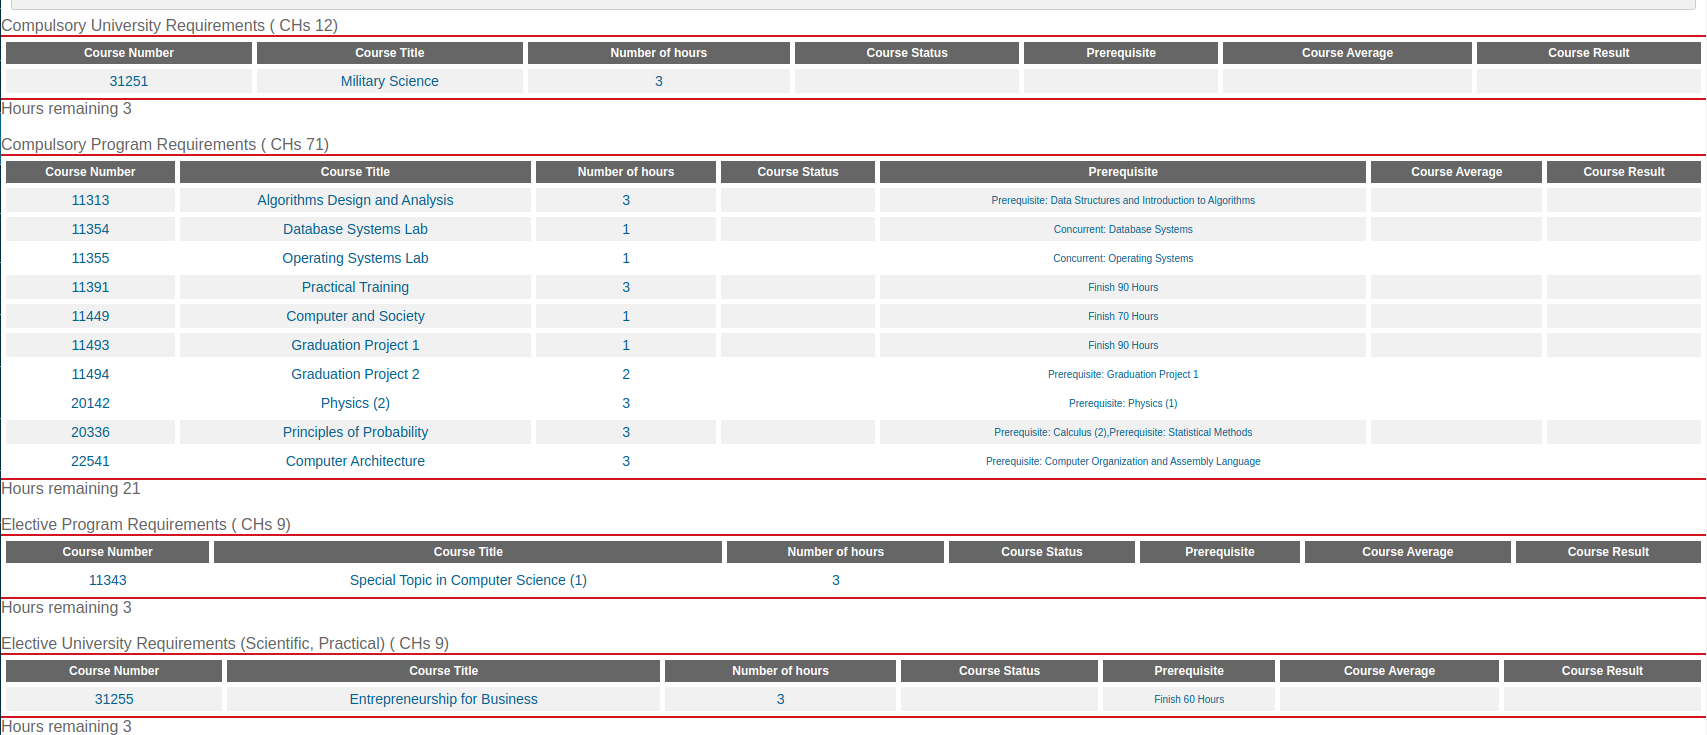 Compulsory University Requirements ( CHs 12)
Course Number Course Title Number of hours Course Status Prerequisite Course Average Course Result
31251 Military Science 3
Hours remaining 3
Compulsory Program Requirements ( CHs 71)
Course Number Course Title Number of hours Course Status Prerequisite Course Average Course Result
11313 Algorithms Design and Analysis 3 Prerequisite: Data Structures and Introduction to Algorithms
11354 Database Systems Lab 1 Concurrent: Database Systems
11355 Operating Systems Lab 1 Concurrent: Operating Systems
11391 Practical Training 3 Finish 90 Hours
11449 Computer and Society 1 Finish 70 Hours
11493 Graduation Project 1 1 Finish 90 Hours
11494 Graduation Project 2 2 Prerequisite: Graduation Project 1
20142 Physics (2) 3 Prerequisite: Physics (1)
20336 Principles of Probability 3 Prerequisite: Calculus (2),Prerequisite: Statistical Methods
22541 Computer Architecture 3 Prerequisite: Computer Organization and Assembly Language
Hours remaining 21
Elective Program Requirements ( CHs 9)
Course Number Course Title Number of hours Course Status Prerequisite Course Average Course Result
11343 Special Topic in Computer Science (1) 3
Hours remaining 3
Elective University Requirements (Scientific, Practical) ( CHs 9)
Course Number Course Title Number of hours Course Status Prerequisite Course Average Course Result
31255 Entrepreneurship for Business 3 Finish 60 Hours
Hours remaining 3